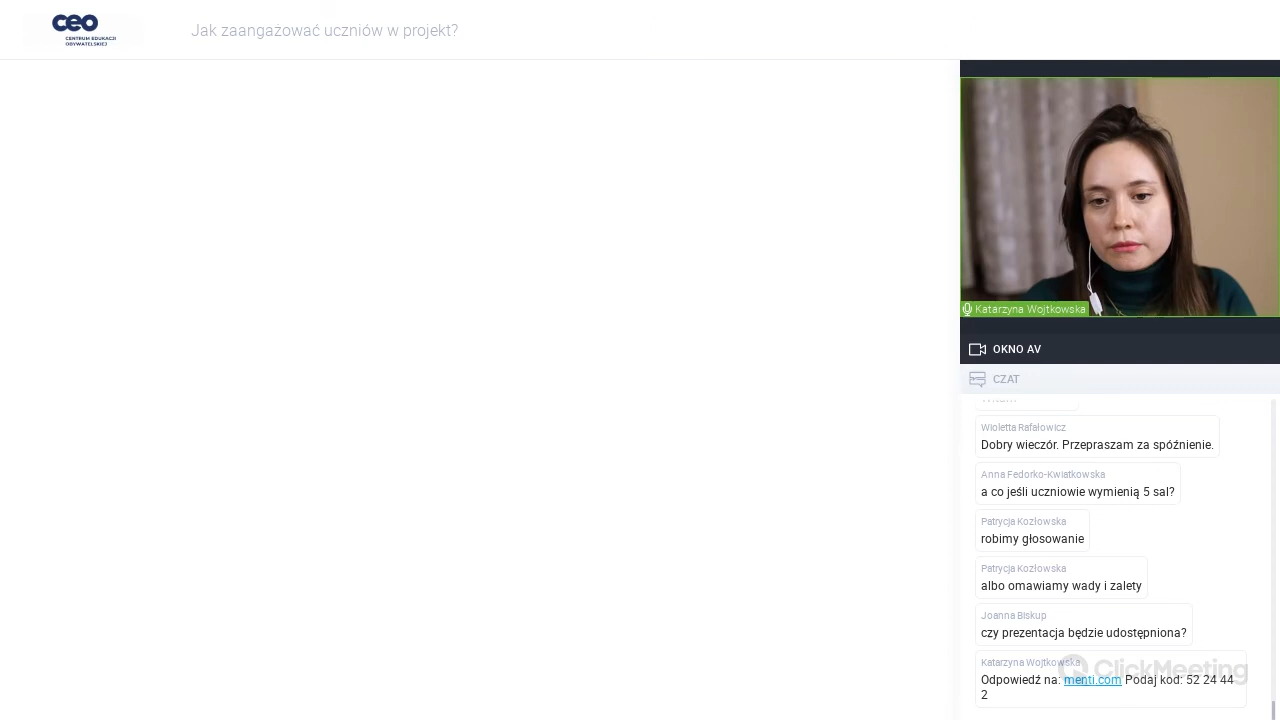 ceo
CENTRUM EDUKACJI
OBYWATELSKIEJ
Jak zaangażować uczniów w projekt?
Katarzyna Wojtkowska
OKNO AV
CZAT
Wioletta Rafałowicz
Dobry wieczór. Przepraszam za spóźnienie.
Anna Fedorko-Kwiatkowska
a co jeśli uczniowie wymienią 5 sal?
Patrycja Kozłowska
robimy głosowanie
Patrycja Kozłowska
albo omawiamy wady i zalety
Joanna Biskup
czy prezentacja będzie udostępniona?
Katarzyna Wojtkowska
ClickMeeting
Odpowiedź na: menti.com Podaj kod: 52 24 44
2